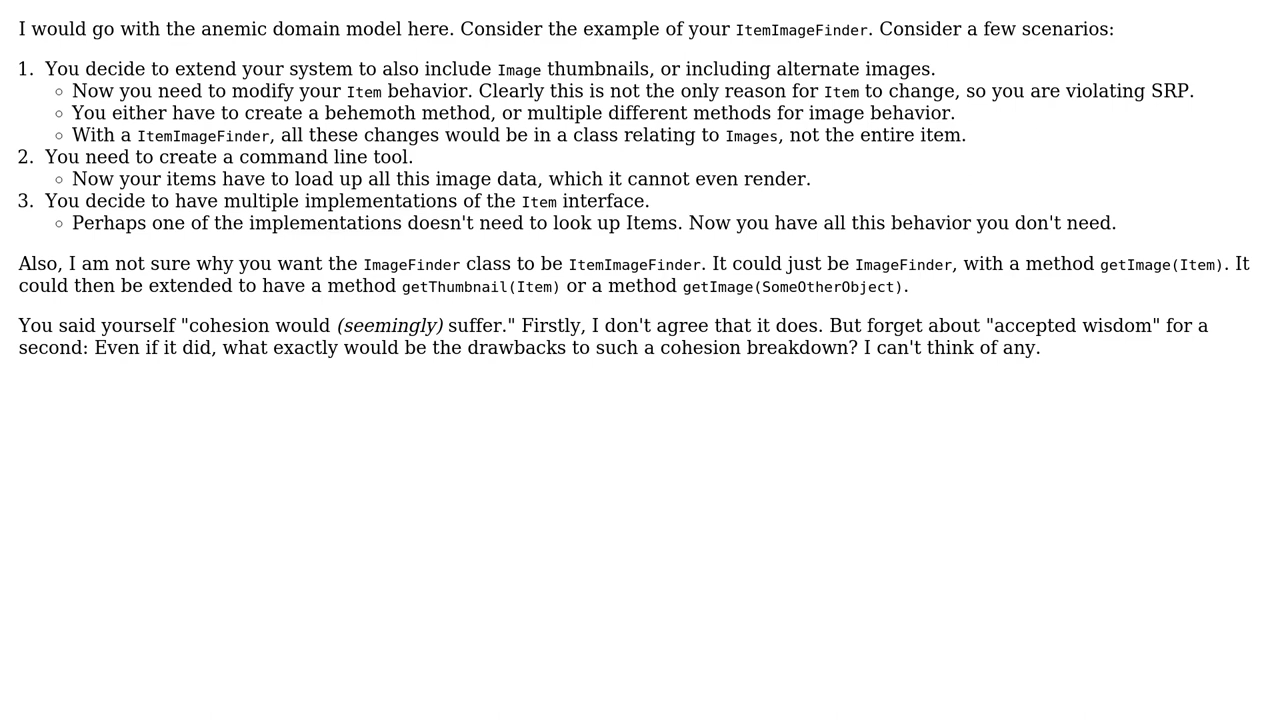 I would go with the anemic domain model here. Consider the example of your ItemImageFinder. Consider a few scenarios:
1. You decide to extend your system to also include Image thumbnails, or including alternate images.
◦ Now you need to modify your Item behavior. Clearly this is not the only reason for Item to change, so you are violating SRP.
◦ You either have to create a behemoth method, or multiple different methods for image behavior.
◦ With a ItemImageFinder, all these changes would be in a class relating to Images, not the entire item.
2. You need to create a command line tool.
◦ Now your items have to load up all this image data, which it cannot even render.
3. You decide to have multiple implementations of the Item interface.
◦ Perhaps one of the implementations doesn't need to look up Items. Now you have all this behavior you don't need.
Also, I am not sure why you want the ImageFinder class to be ItemImageFinder. It could just be ImageFinder, with a method getImage(Item). It
could then be extended to have a method getThumbnail(Item) or a method getImage(SomeOtherObject).
You said yourself "cohesion would (seemingly) suffer." Firstly, I don't agree that it does. But forget about "accepted wisdom" for a
second: Even if it did, what exactly would be the drawbacks to such a cohesion breakdown? I can't think of any.